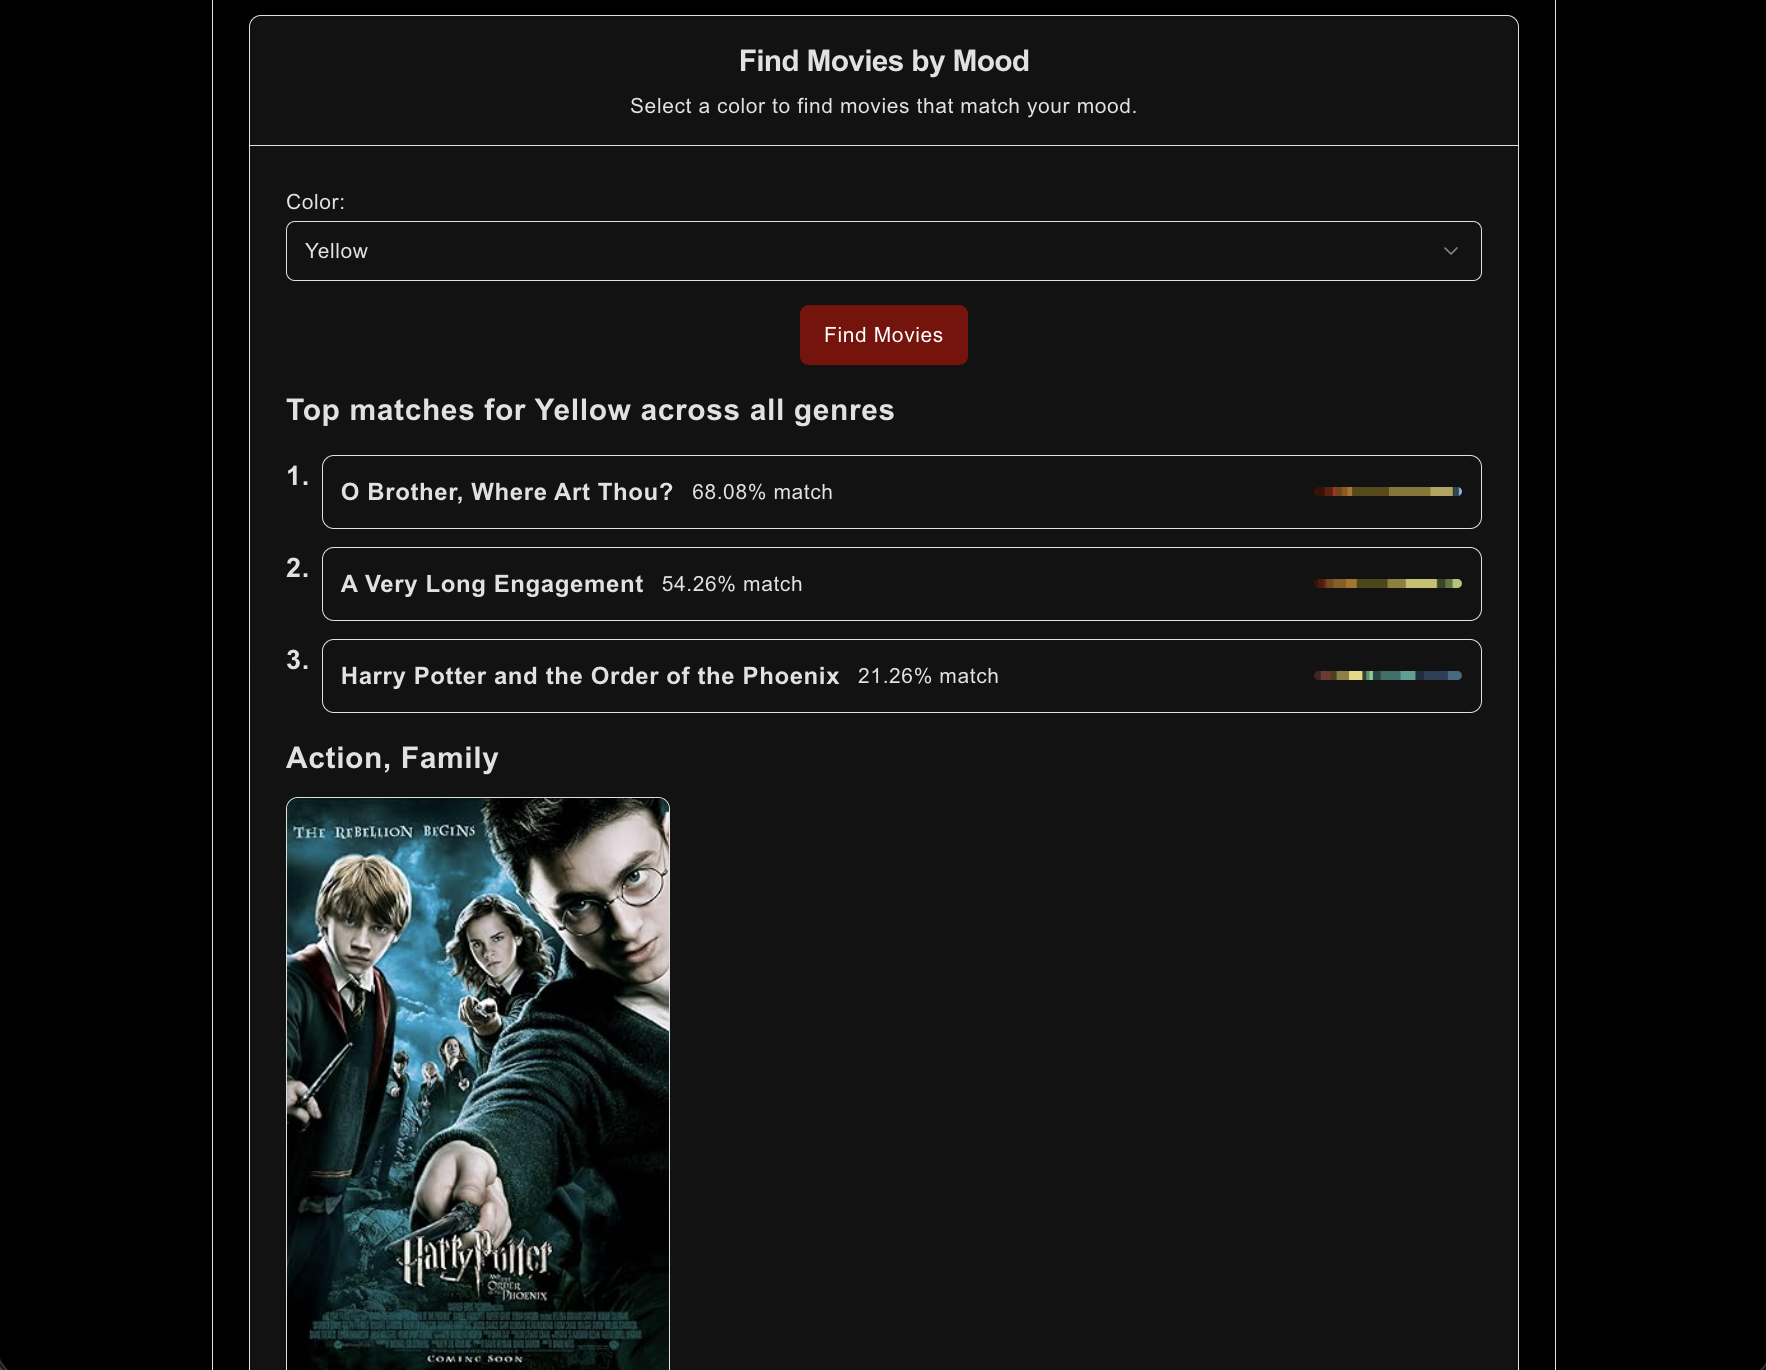 Find Movies by Mood
Select a color to find movies that match your mood.
Color:
Yellow
Find Movies
Top matches for Yellow across all genres
1.
O Brother, Where Art Thou? 68.08% match
2.
A Very Long Engagement 54.26% match
3.
Harry Potter and the Order of the Phoenix 21.26% match
Action, Family
THE REBELLION BEGINS
Harry Potter
AND THE
ORDER
OF THE
PHOENIX
COMING SOON